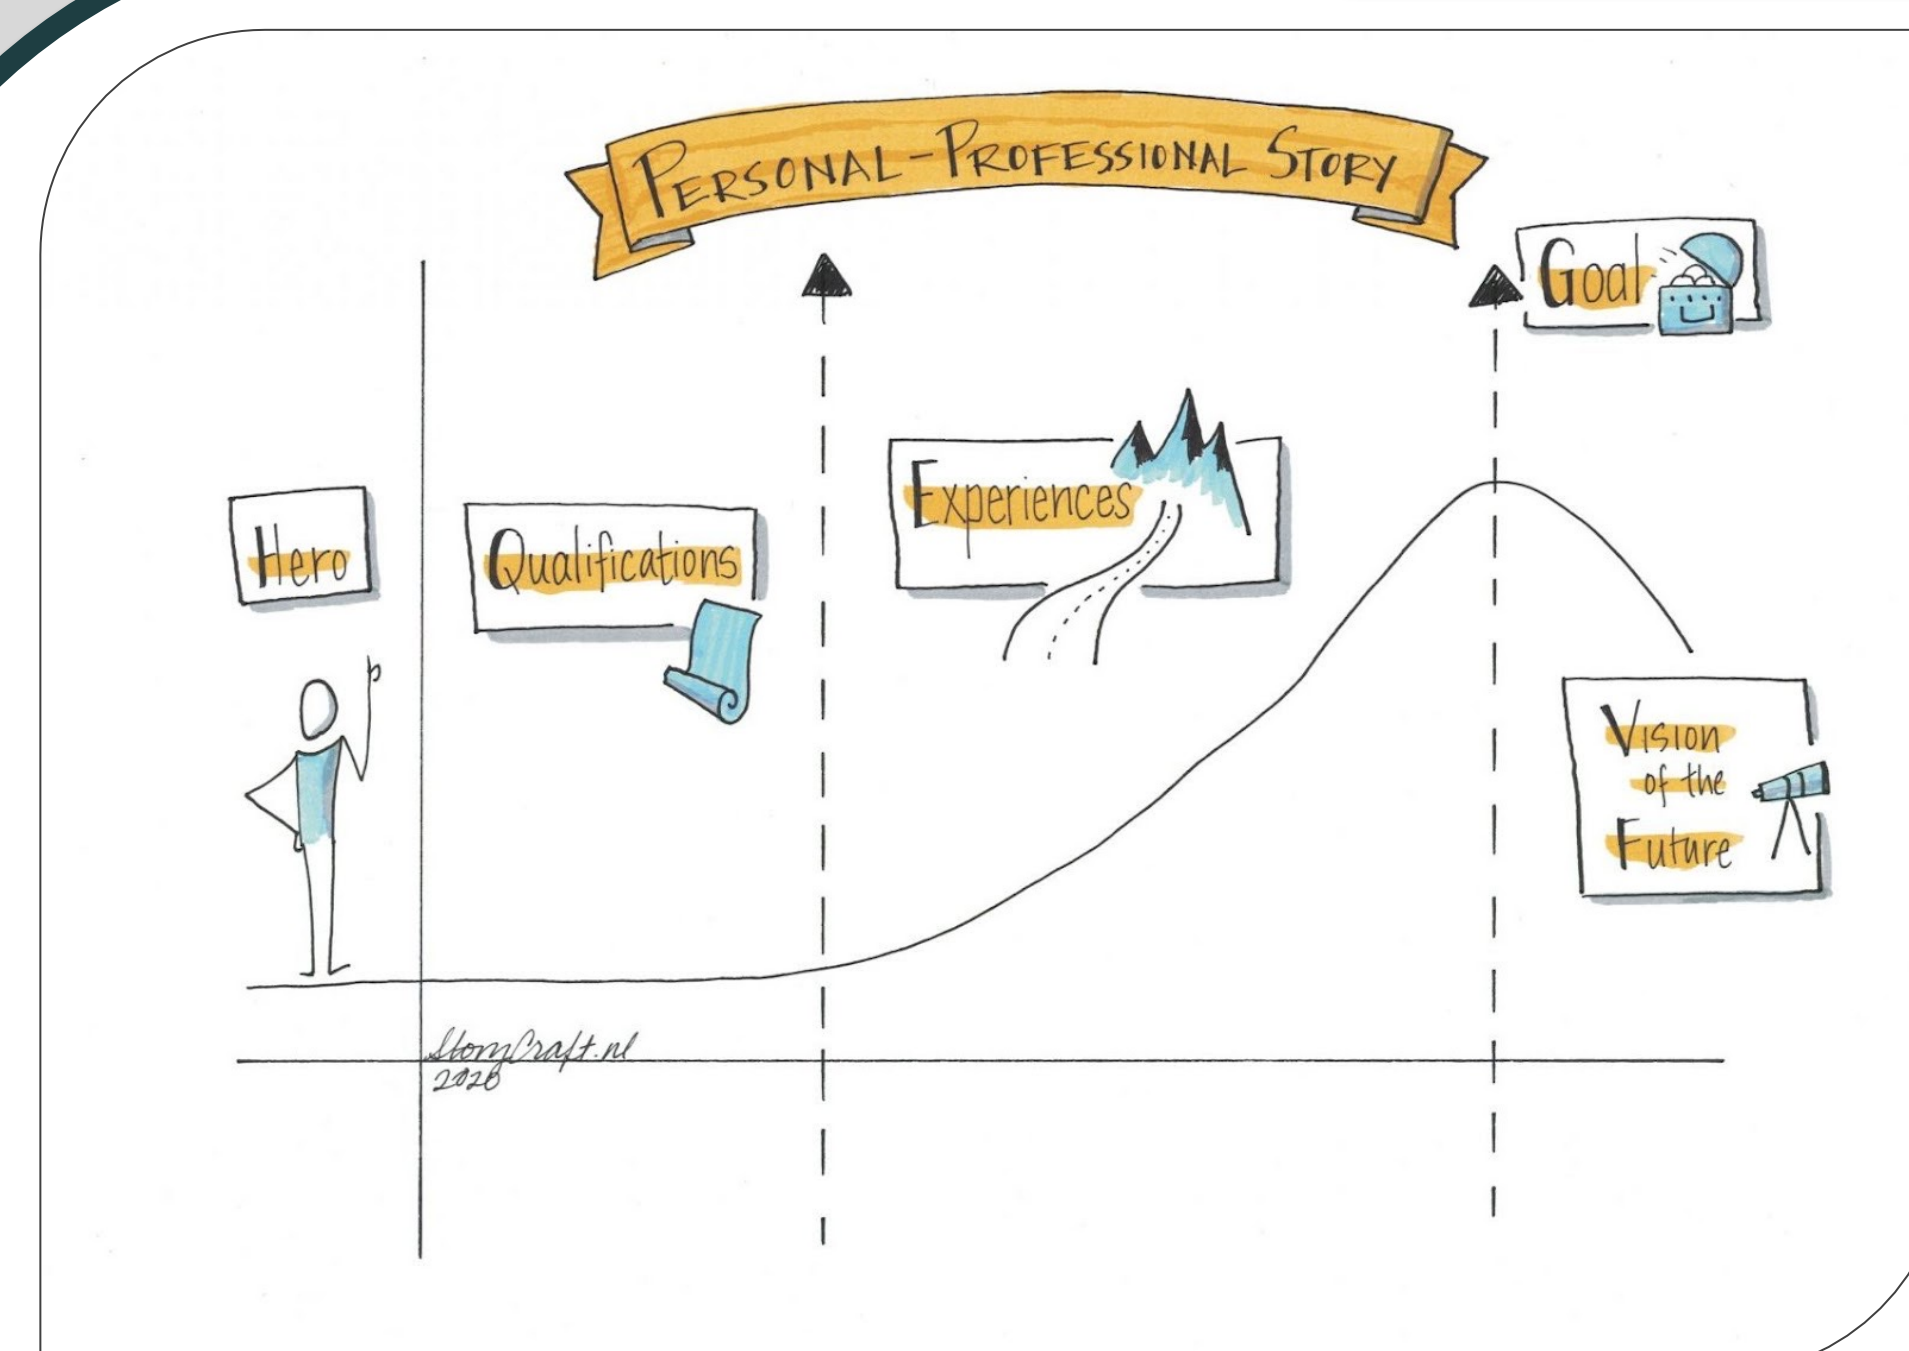 PERSONAL-PROFESSIONAL STORY
Goal
Experiences
Hero
Qualifications
Vision
of the
Future
StoryCraft.nl
2020